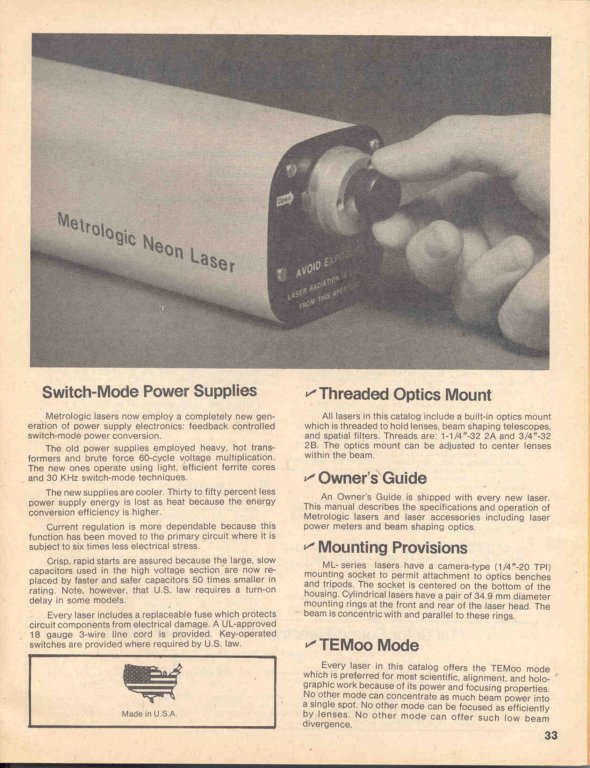 Metrologic Neon Laser
Open
AVOID EXPOSURE
LASER RADIATION IS
FROM THIS APERT
Switch-Mode Power Supplies
Metrologic lasers now employ a completely new gen-
eration of power supply electronics: feedback controlled
switch-mode power conversion.
The old power supplies employed heavy, hot trans-
formers and brute force 60-cycle voltage multiplication.
The new ones operate using light, efficient ferrite cores
and 30 KHz switch-mode techniques.
The new supplies are cooler. Thirty to fifty percent less
power supply energy is lost as heat because the energy
conversion efficiency is higher.
Current regulation is more dependable because this
function has been moved to the primary circuit where it is
subject to six times less electrical stress.
Crisp, rapid starts are assured because the large, slow
capacitors used in the high voltage section are now re-
placed by faster and safer capacitors 50 times smaller in
rating. Note, however, that U.S. law requires a turn-on
delay in some models.
Every laser includes a replaceable fuse which protects
circuit components from electrical damage. A UL-approved
18 gauge 3-wire line cord is provided. Key-operated
switches are provided where required by U.S. law.
Made in U.S.A.
✓ Threaded Optics Mount
All lasers in this catalog include a built-in optics mount
which is threaded to hold lenses, beam shaping telescopes,
and spatial filters. Threads are: 1-1/4"-32 2A and 3/4"-32
2B. The optics mount can be adjusted to center lenses
within the beam.
✓ Owner's Guide
An Owner's Guide is shipped with every new laser.
This manual describes the specifications and operation of
Metrologic lasers and laser accessories including laser
power meters and beam shaping optics.
✓ Mounting Provisions
ML- series lasers have a camera-type (1/4"-20 TPI)
mounting socket to permit attachment to optics benches
and tripods. The socket is centered on the bottom of the
housing. Cylindrical lasers have a pair of 34.9 mm diameter
mounting rings at the front and rear of the laser head. The
beam is concentric with and parallel to these rings.
✓ TEMoo Mode
Every laser in this catalog offers the TEMoo mode
which is preferred for most scientific, alignment, and holo-
graphic work because of its power and focusing properties.
No other mode can concentrate as much beam power into
a single spot. No other mode can be focused as efficiently
by lenses. No other mode can offer such low beam
divergence.
33